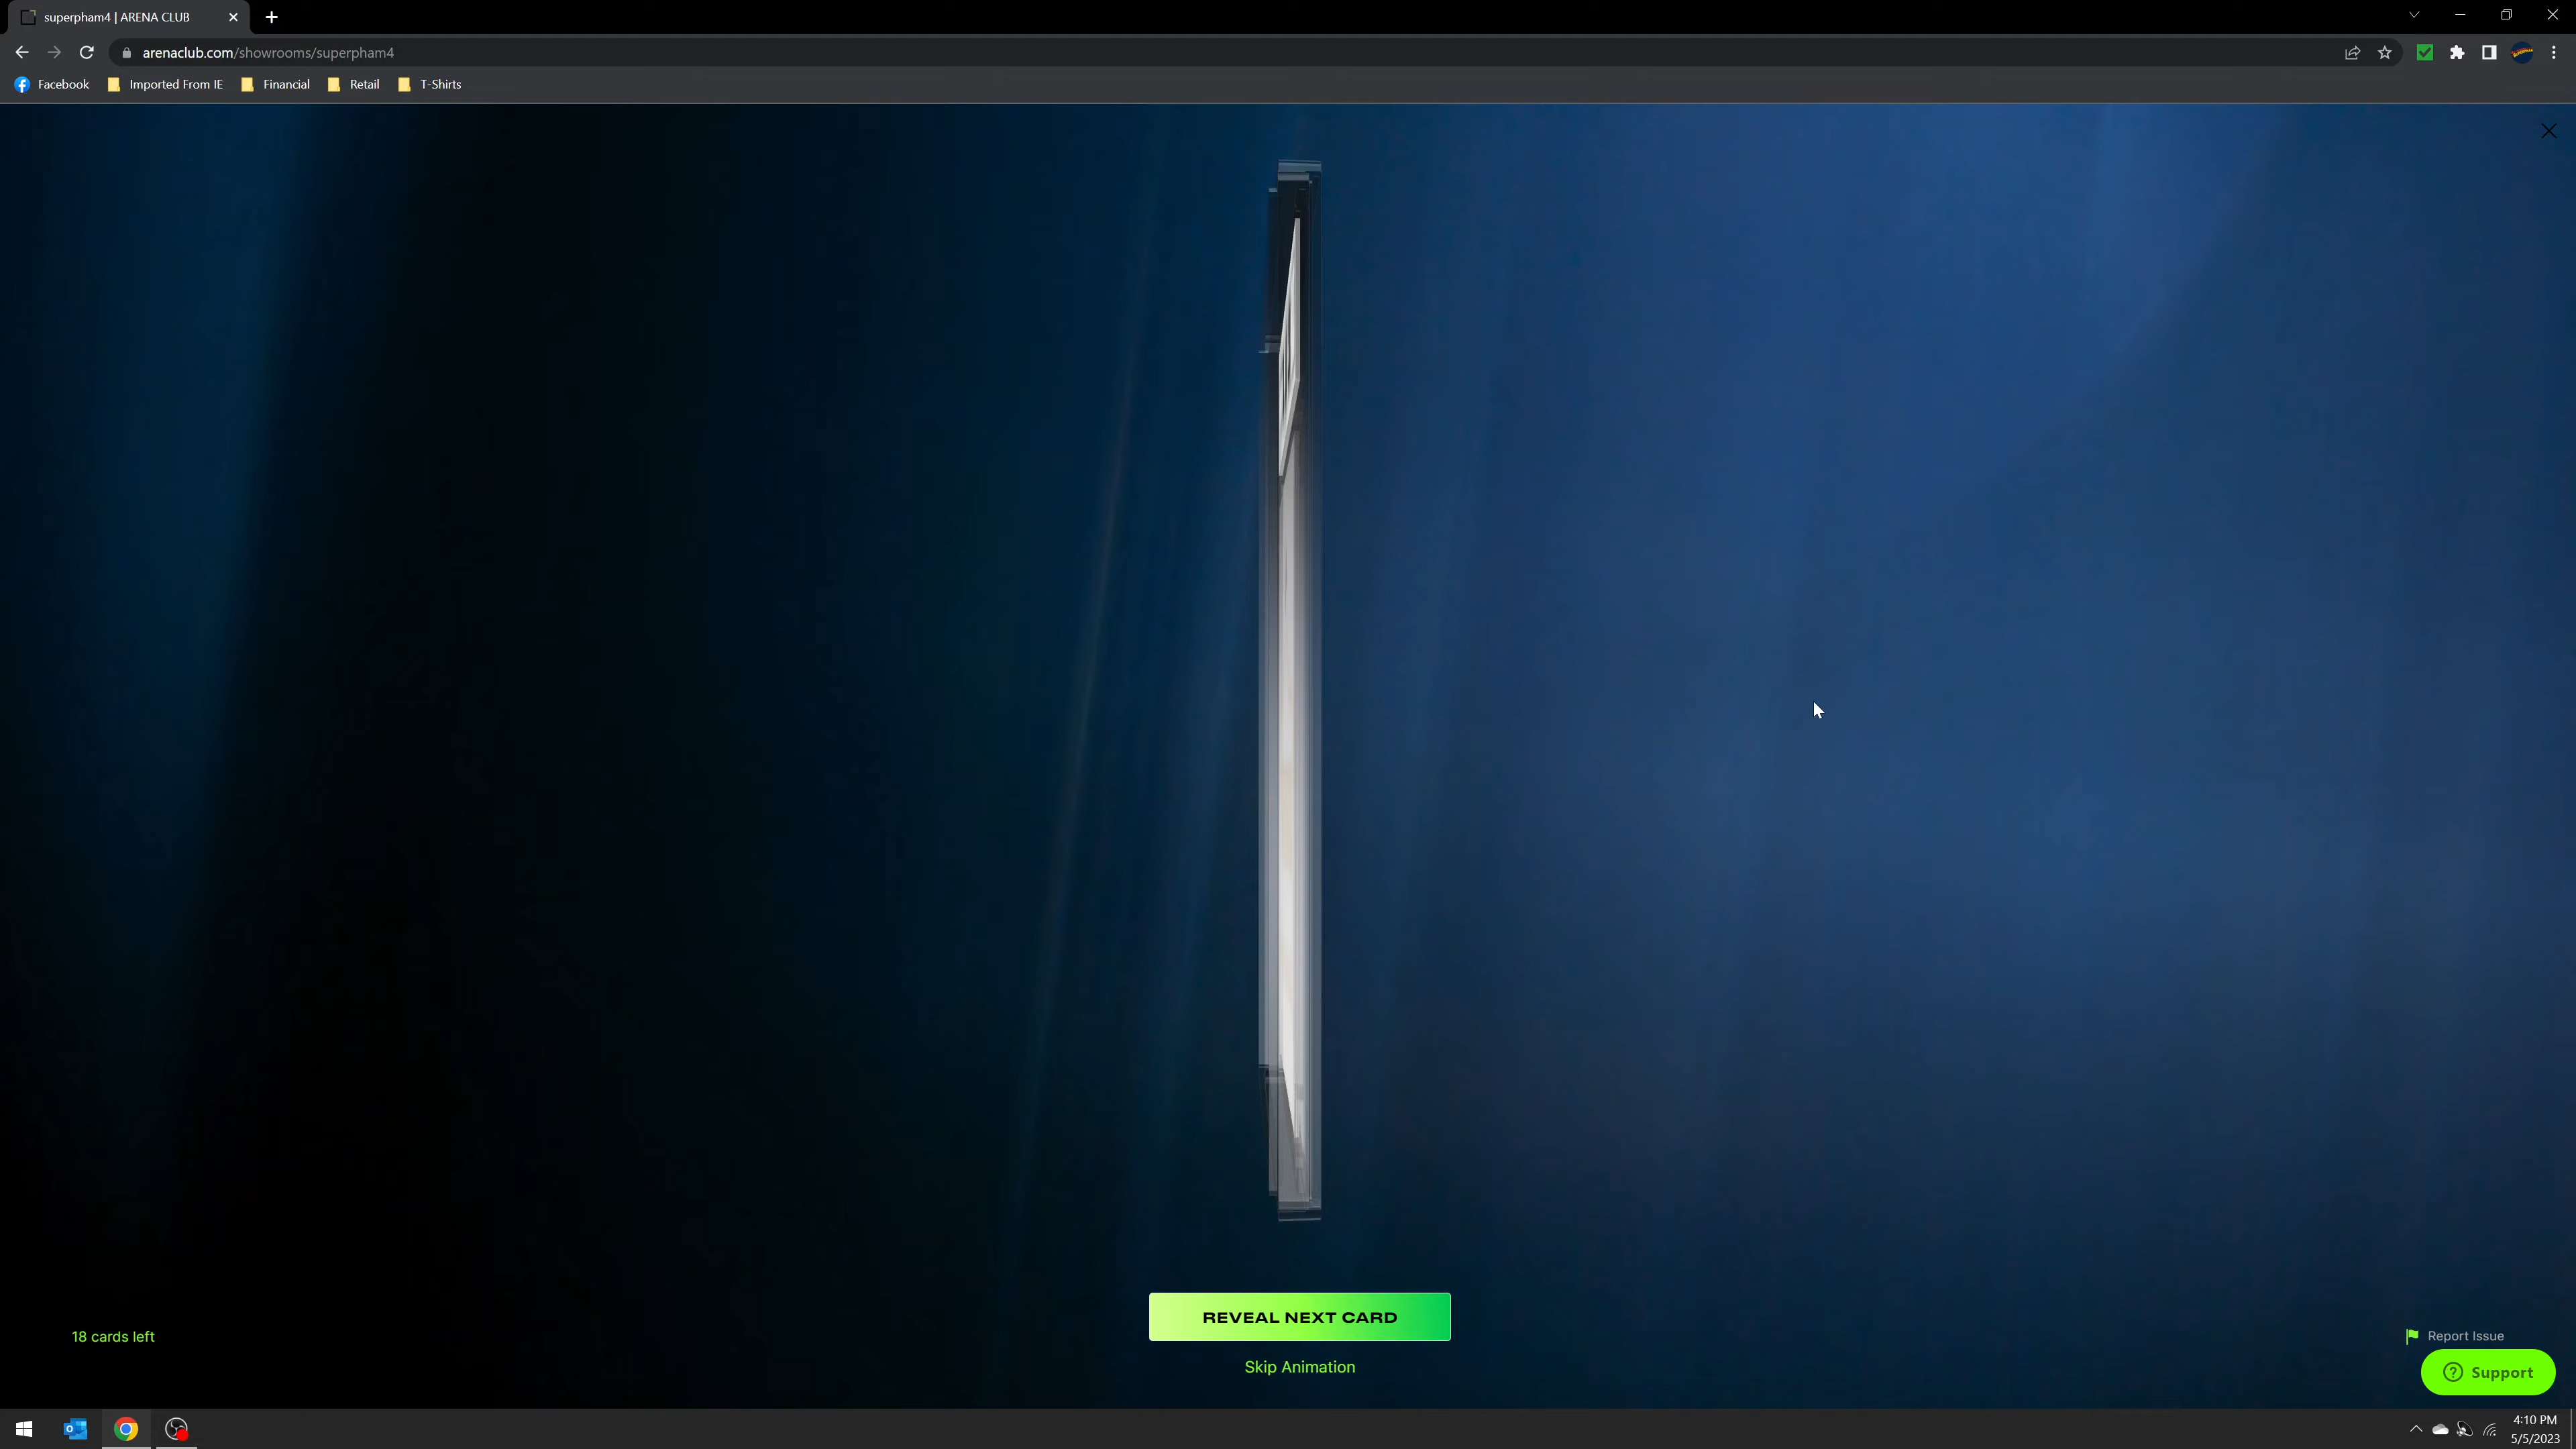 superpham4 | ARENA CLUB
arenaclub.com/showrooms/superpham4
Facebook
Imported From IE
Financial
Retail
T-Shirts
REVEAL NEXT CARD
Skip Animation
18 cards left
Report Issue
Support
4:10 PM
5/5/2023